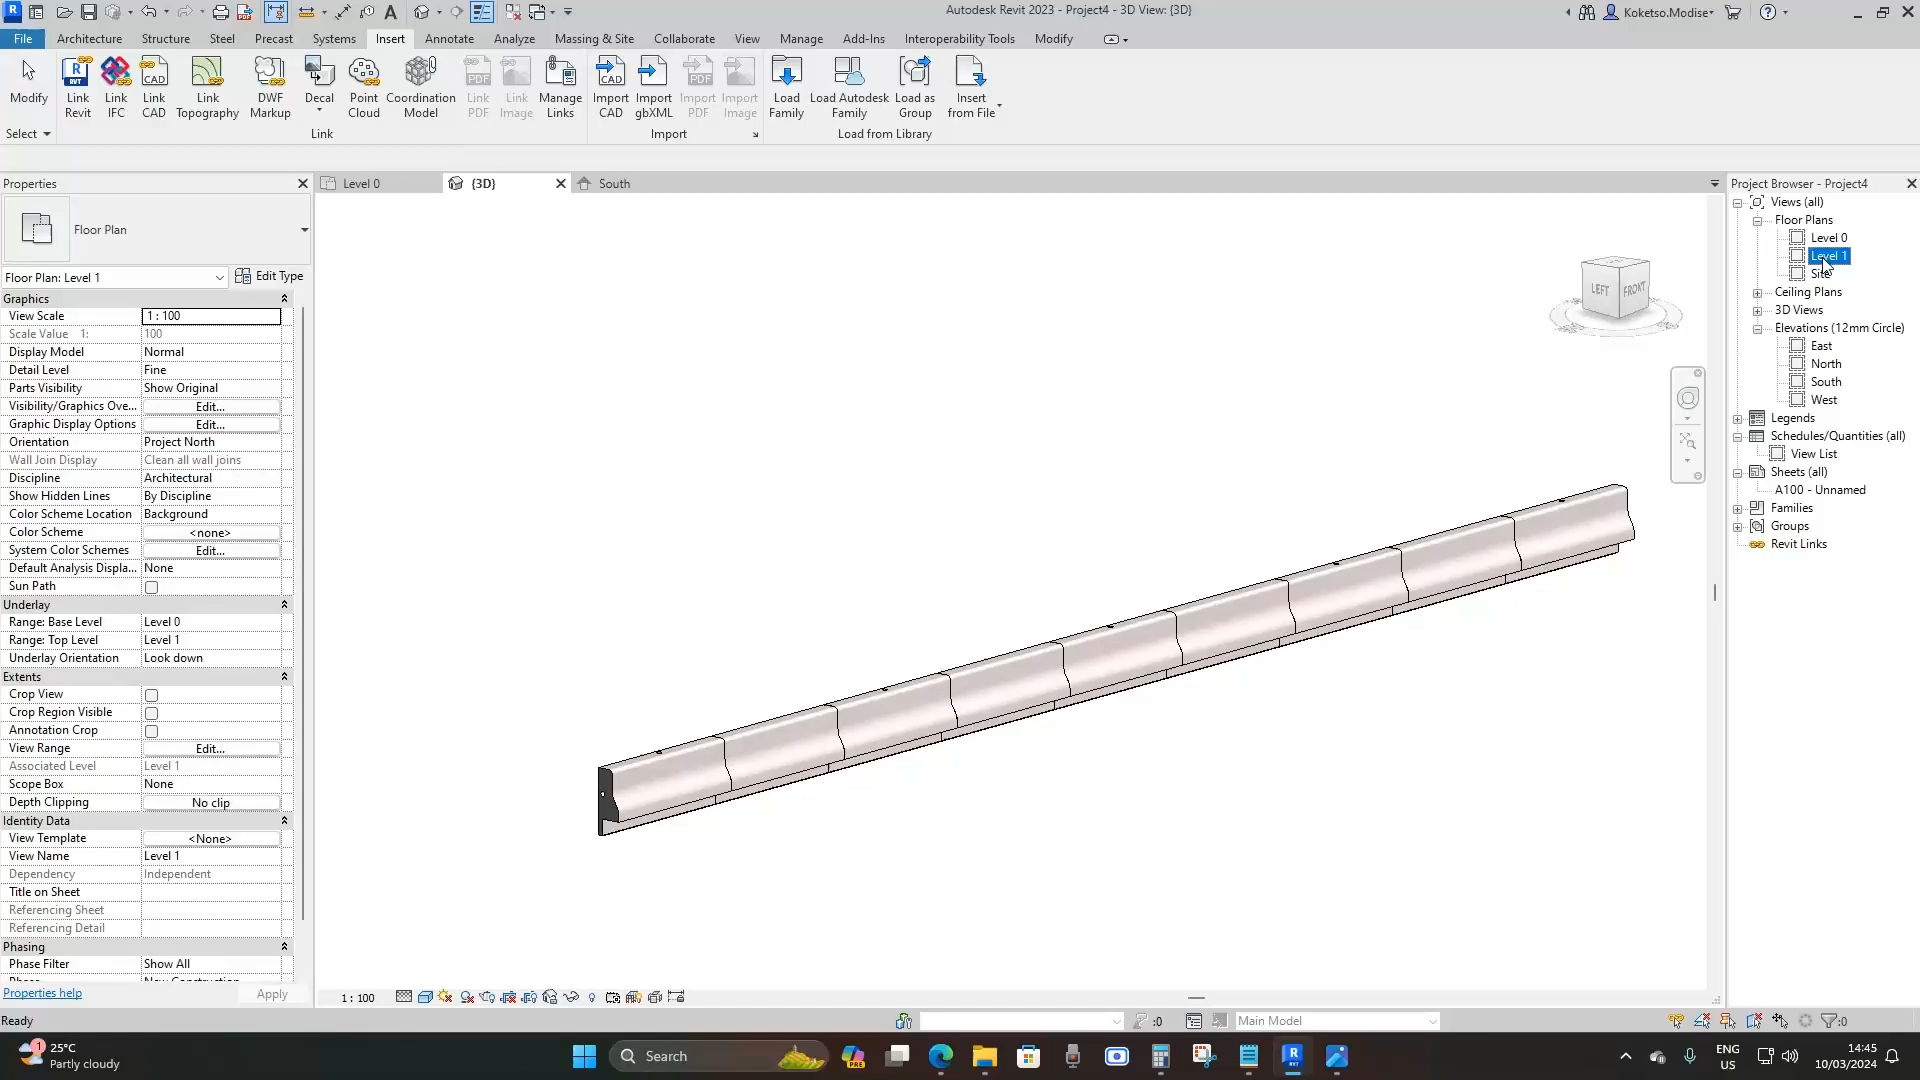 Autodesk Revit 2023 - Project4 - 3D View: {3D}
Koketso.Modise
File Architecture Structure Steel Precast Systems Insert Annotate Analyze Massing & Site Collaborate View Manage Add-Ins Interoperability Tools Modify
Modify
Link Revit
Link IFC
Link CAD
Link Topography
DWF Markup
Decal
Point Cloud
Coordination Model
Link PDF
Link Image
Manage Links
Import CAD
Import gbXML
Import PDF
Import Image
Load Family
Load Autodesk Family
Load as Group
Insert from File
Select
Link
Import
Load from Library
Properties
Floor Plan
Floor Plan: Level 1
Edit Type
Graphics
View Scale 1 : 100
Scale Value 1: 100
Display Model Normal
Detail Level Fine
Parts Visibility Show Original
Visibility/Graphics Ove... Edit...
Graphic Display Options Edit...
Orientation Project North
Wall Join Display Clean all wall joins
Discipline Architectural
Show Hidden Lines By Discipline
Color Scheme Location Background
Color Scheme <none>
System Color Schemes Edit...
Default Analysis Displa... None
Sun Path
Underlay
Range: Base Level Level 0
Range: Top Level Level 1
Underlay Orientation Look down
Extents
Crop View
Crop Region Visible
Annotation Crop
View Range Edit...
Associated Level Level 1
Scope Box None
Depth Clipping No clip
Identity Data
View Template <None>
View Name Level 1
Dependency Independent
Title on Sheet
Referencing Sheet
Referencing Detail
Phasing
Phase Filter Show All
Properties help
Apply
Level 0
{3D}
South
LEFT
FRONT
1 : 100
Project Browser - Project4
Views (all)
Floor Plans
Level 0
Level 1
Site
Ceiling Plans
3D Views
Elevations (12mm Circle)
East
North
South
West
Legends
Schedules/Quantities (all)
View List
Sheets (all)
A100 - Unnamed
Families
Groups
Revit Links
Ready
:0
Main Model
:0
1
25°C
Partly cloudy
Search
PRE
ENG
US
14:45
10/03/2024